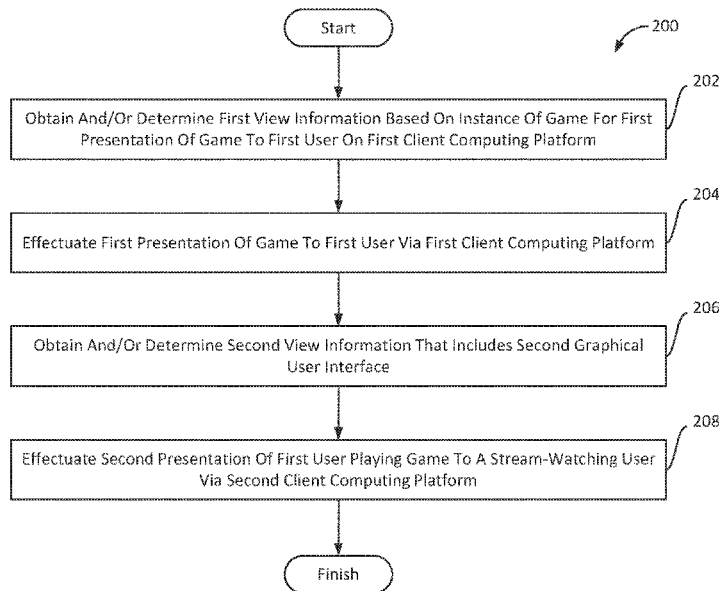 Start
200
202
Obtain And/Or Determine First View Information Based On Instance Of Game For First
Presentation Of Game To First User On First Client Computing Platform
204
Effectuate First Presentation Of Game To First User Via First Client Computing Platform
206
Obtain And/Or Determine Second View Information That Includes Second Graphical
User Interface
208
Effectuate Second Presentation Of First User Playing Game To A Stream-Watching User
Via Second Client Computing Platform
Finish